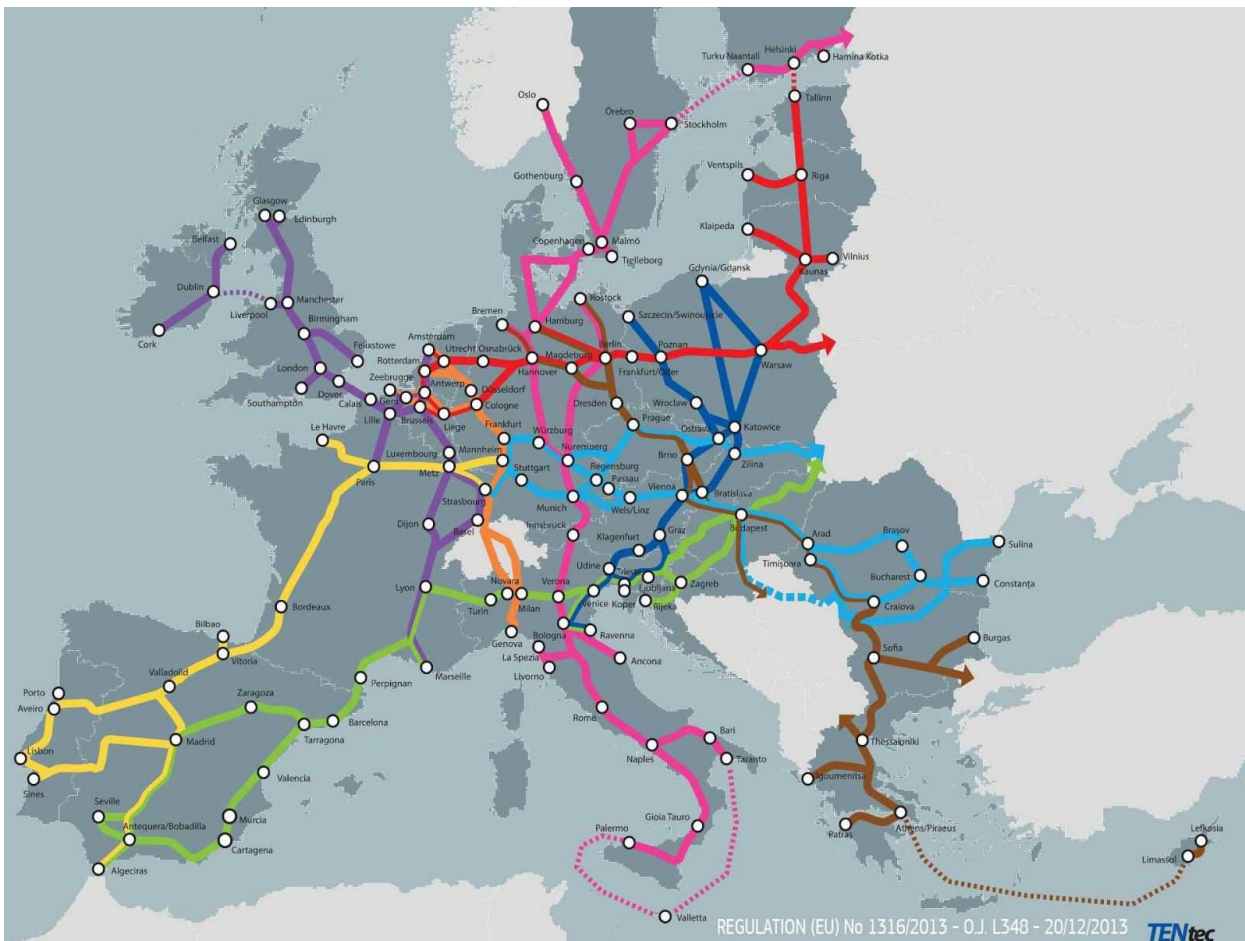 Helsinki
Turku Naantali
Hamina Kotka
Oslo
Tallinn
Örebro
Stockholm
Ventspils
Riga
Gothenburg
Glasgow
Edinburgh
Klaipeda
Belfast
Copenhagen
Malmö
Trelleborg
Kaunas
Vilnius
Gdynia/Gdansk
Dublin
Manchester
Liverpool
Rostock
Szczecin/Swinoujscie
Cork
Birmingham
Bremen
Hamburg
Felixstowe
Amsterdam
Utrecht
Osnabrück
Magdeburg
Berlin
Poznan
Warsaw
Rotterdam
Hannover
Frankfurt/Oder
London
Zeebrugge
Antwerp
Düsseldorf
Southampton
Dover
Calais
Gent
Cologne
Dresden
Wroclaw
Lille
Brussels
Liege
Prague
Katowice
Le Havre
Frankfurt
Würzburg
Ostrava
Luxembourg
Mannheim
Nuremberg
Brno
Zilina
Paris
Metz
Stuttgart
Regensburg
Passau
Strasbourg
Munich
Wels/Linz
Vienna
Bratislava
Dijon
Basel
Innsbruck
Graz
Budapest
Klagenfurt
Arad
Braşov
Sulina
Timişoara
Udine
Trieste
Ljubljana
Zagreb
Bucharest
Constanţa
Lyon
Novara
Verona
Turin
Milan
Venice
Koper
Rijeka
Craiova
Bordeaux
Genova
Bologna
Ravenna
Bilbao
Vitoria
La Spezia
Ancona
Sofia
Burgas
Livorno
Marseille
Valladolid
Perpignan
Porto
Aveiro
Zaragoza
Rome
Barcelona
Tarragona
Madrid
Bari
Thessaloniki
Lisbon
Naples
Taranto
Sines
Valencia
Igoumenitsa
Seville
Murcia
Gioia Tauro
Antequera/Bobadilla
Palermo
Patras
Athens/Piraeus
Lefkosia
Cartagena
Limassol
Algeciras
Valletta
REGULATION (EU) No 1316/2013 - O.J. L348 - 20/12/2013
TENtec